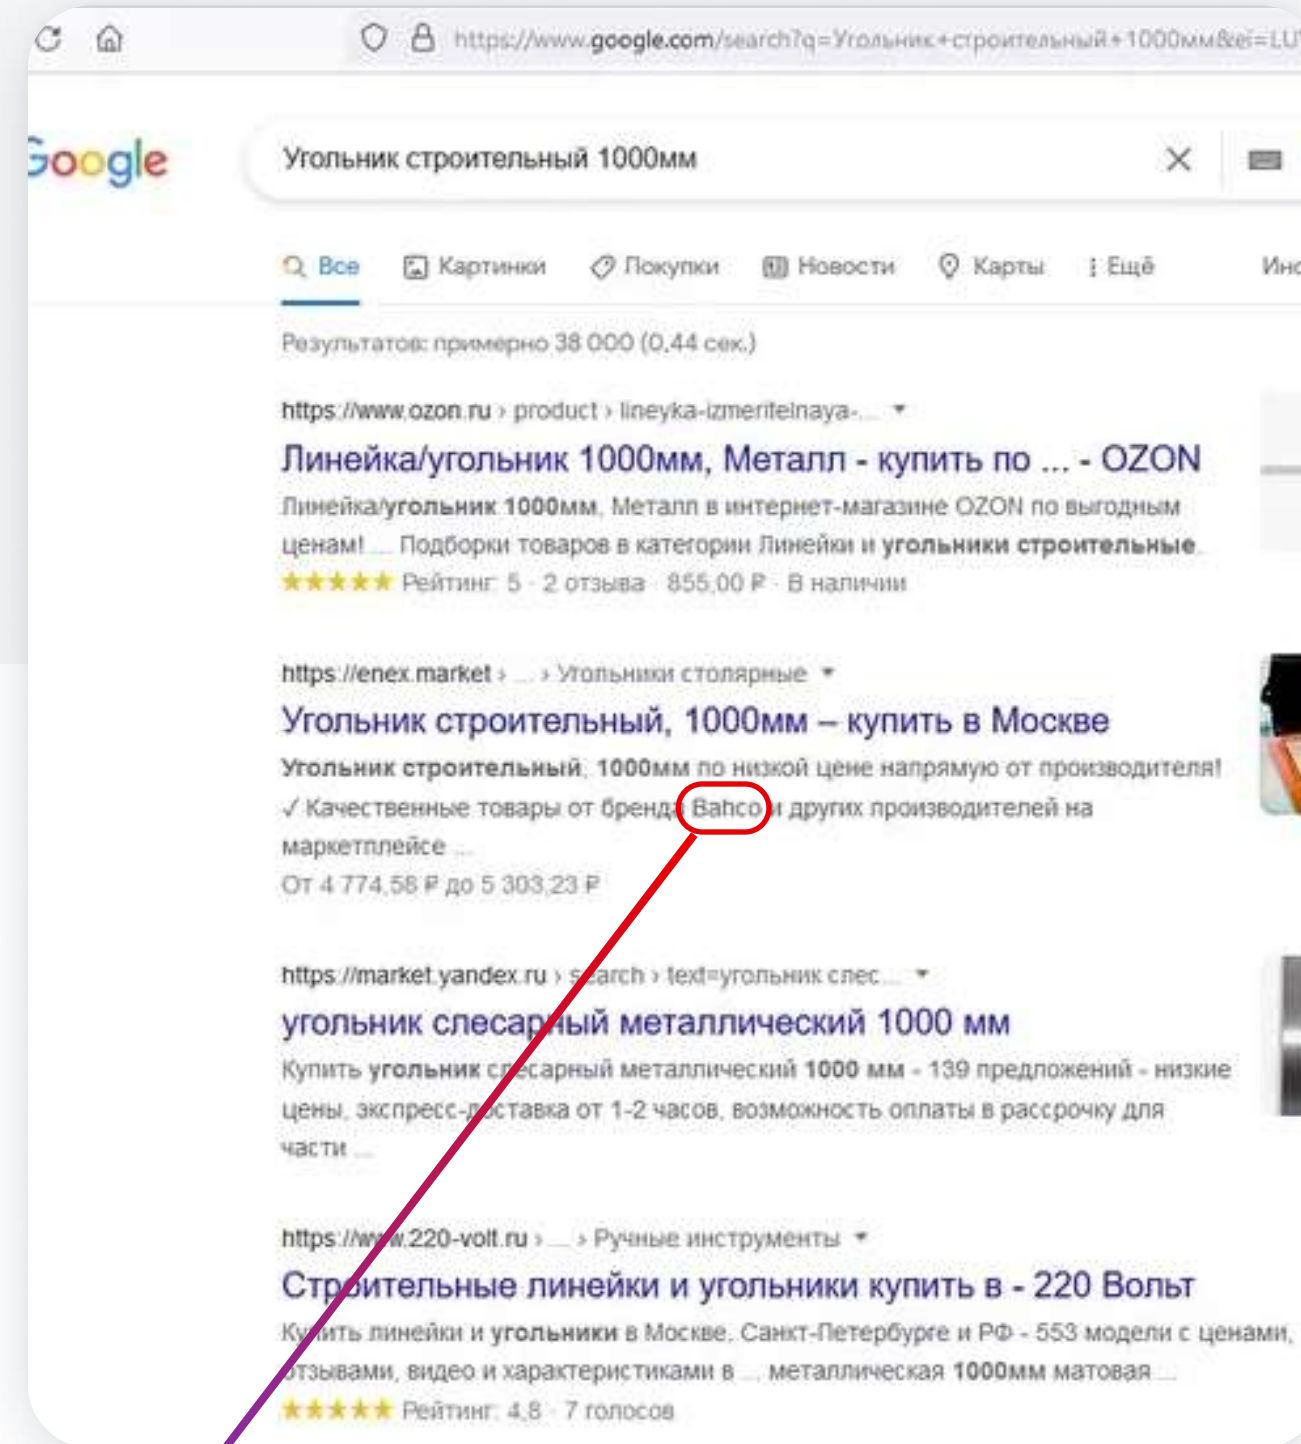 https://www.google.com/search?q=Угольник+строительный+1000мм&ei=LU
Google
Угольник строительный 1000мм
Все Картинки Покупки Новости Карты Ещё
Результатов: примерно 38 000 (0,44 сек.)
https://www.ozon.ru › product › lineyka-izmeritelnaya-...
Линейка/угольник 1000мм, Металл - купить по ... - OZON
Линейка/угольник 1000мм, Металл в интернет-магазине OZON по выгодным
ценам! ... Подборки товаров в категории Линейки и угольники строительные.
Рейтинг: 5 · 2 отзыва · 855,00 ₽ · В наличии
https://enex.market › ... › Угольники столярные
Угольник строительный, 1000мм – купить в Москве
Угольник строительный, 1000мм по низкой цене напрямую от производителя!
✓ Качественные товары от бренда Bahco и других производителей на
маркетплейсе ...
От 4 774,58 ₽ до 5 303,23 ₽
https://market.yandex.ru › search › text=угольник слес...
угольник слесарный металлический 1000 мм
Купить угольник слесарный металлический 1000 мм - 139 предложений - низкие
цены, экспресс-доставка от 1-2 часов, возможность оплаты в рассрочку для
части ...
https://www.220-volt.ru › ... › Ручные инструменты
Строительные линейки и угольники купить в - 220 Вольт
Купить линейки и угольники в Москве, Санкт-Петербурге и РФ - 553 модели с ценами,
отзывами, видео и характеристиками в ... металлическая 1000мм матовая ...
Рейтинг: 4,8 · 7 голосов